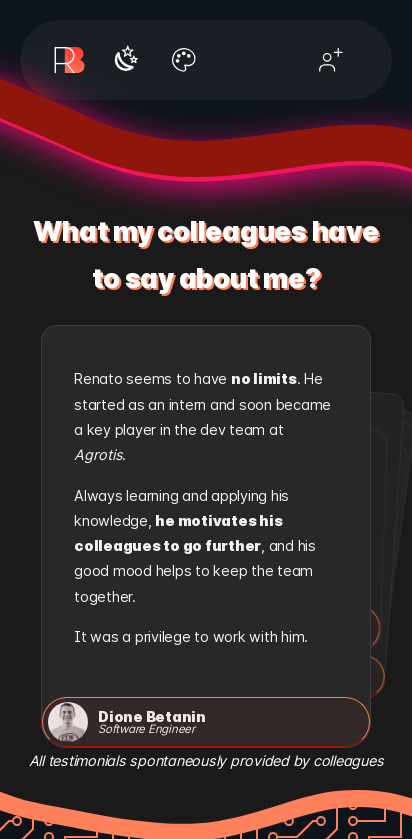 RB
What my colleagues have
to say about me?
Renato seems to have no limits. He
started as an intern and soon became
a key player in the dev team at
Agrotis.
Always learning and applying his
knowledge, he motivates his
colleagues to go further, and his
good mood helps to keep the team
together.
It was a privilege to work with him.
Dione Betanin
Software Engineer
All testimonials spontaneously provided by colleagues